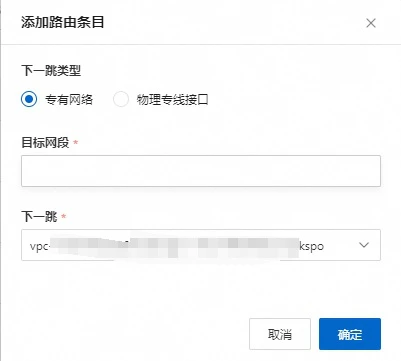 添加路由条目
下一跳类型
专有网络 物理专线接口
目标网段 *
下一跳 *
vpc- kspo
取消 确定